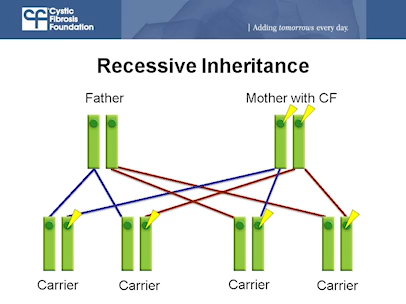 Cystic
Fibrosis
Foundation
Adding tomorrows every day.
Recessive Inheritance
Father
Mother with CF
Carrier
Carrier
Carrier
Carrier